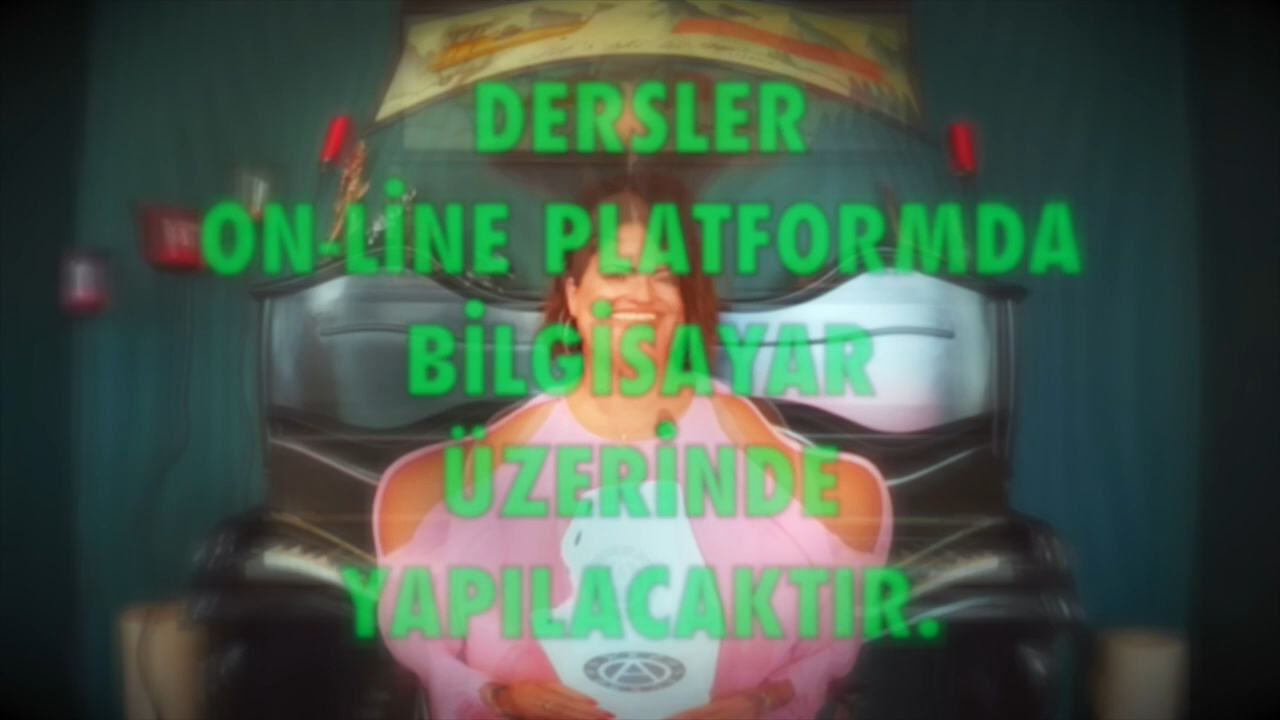 DERSLER
ON-LİNE PLATFORMDA
BİLGİSAYAR
ÜZERİNDE
YAPILACAKTIR.